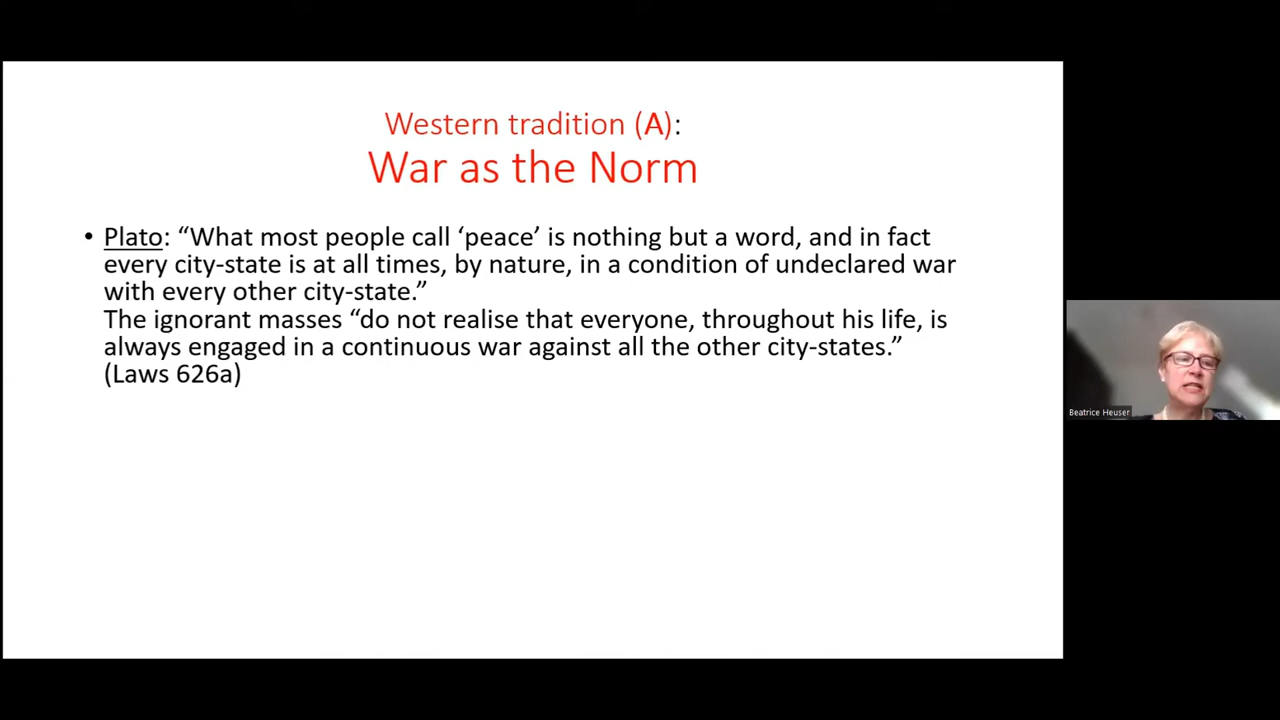 Western tradition (A):
War as the Norm
• Plato: “What most people call ‘peace’ is nothing but a word, and in fact
every city-state is at all times, by nature, in a condition of undeclared war
with every other city-state.”
The ignorant masses “do not realise that everyone, throughout his life, is
always engaged in a continuous war against all the other city-states.”
(Laws 626a)
Beatrice Heuser